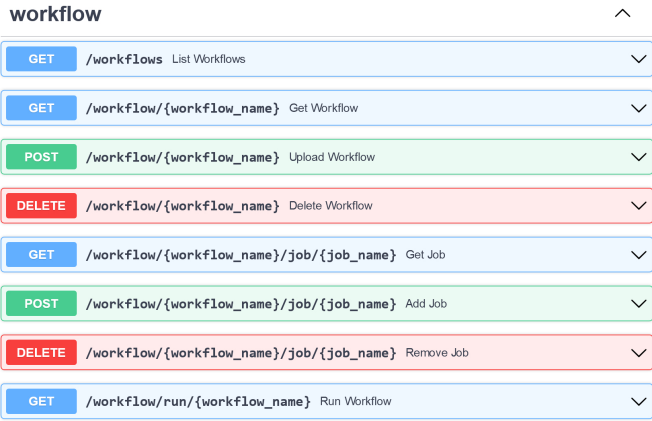 workflow
GET /workflows List Workflows
GET /workflow/{workflow_name} Get Workflow
POST /workflow/{workflow_name} Upload Workflow
DELETE /workflow/{workflow_name} Delete Workflow
GET /workflow/{workflow_name}/job/{job_name} Get Job
POST /workflow/{workflow_name}/job/{job_name} Add Job
DELETE /workflow/{workflow_name}/job/{job_name} Remove Job
GET /workflow/run/{workflow_name} Run Workflow